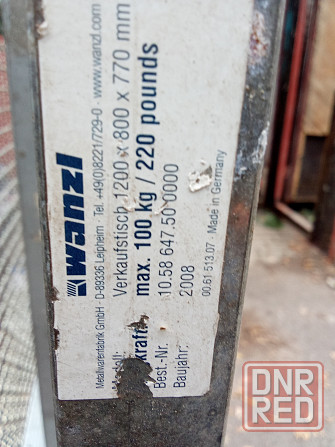 wanzl
Metallwarenfabrik GmbH · D-89336 Leipheim · Tel. +49(0)8221/729-0 · www.wanzl.com
Modell: Verkaufstisch 1200 x 800 x 770 mm
kraft: max. 100 kg / 220 pounds
Best.-Nr. 10.58 647.50 0000
Baujahr: 2008
00.61 513.07 · Made in Germany
DNR
RED